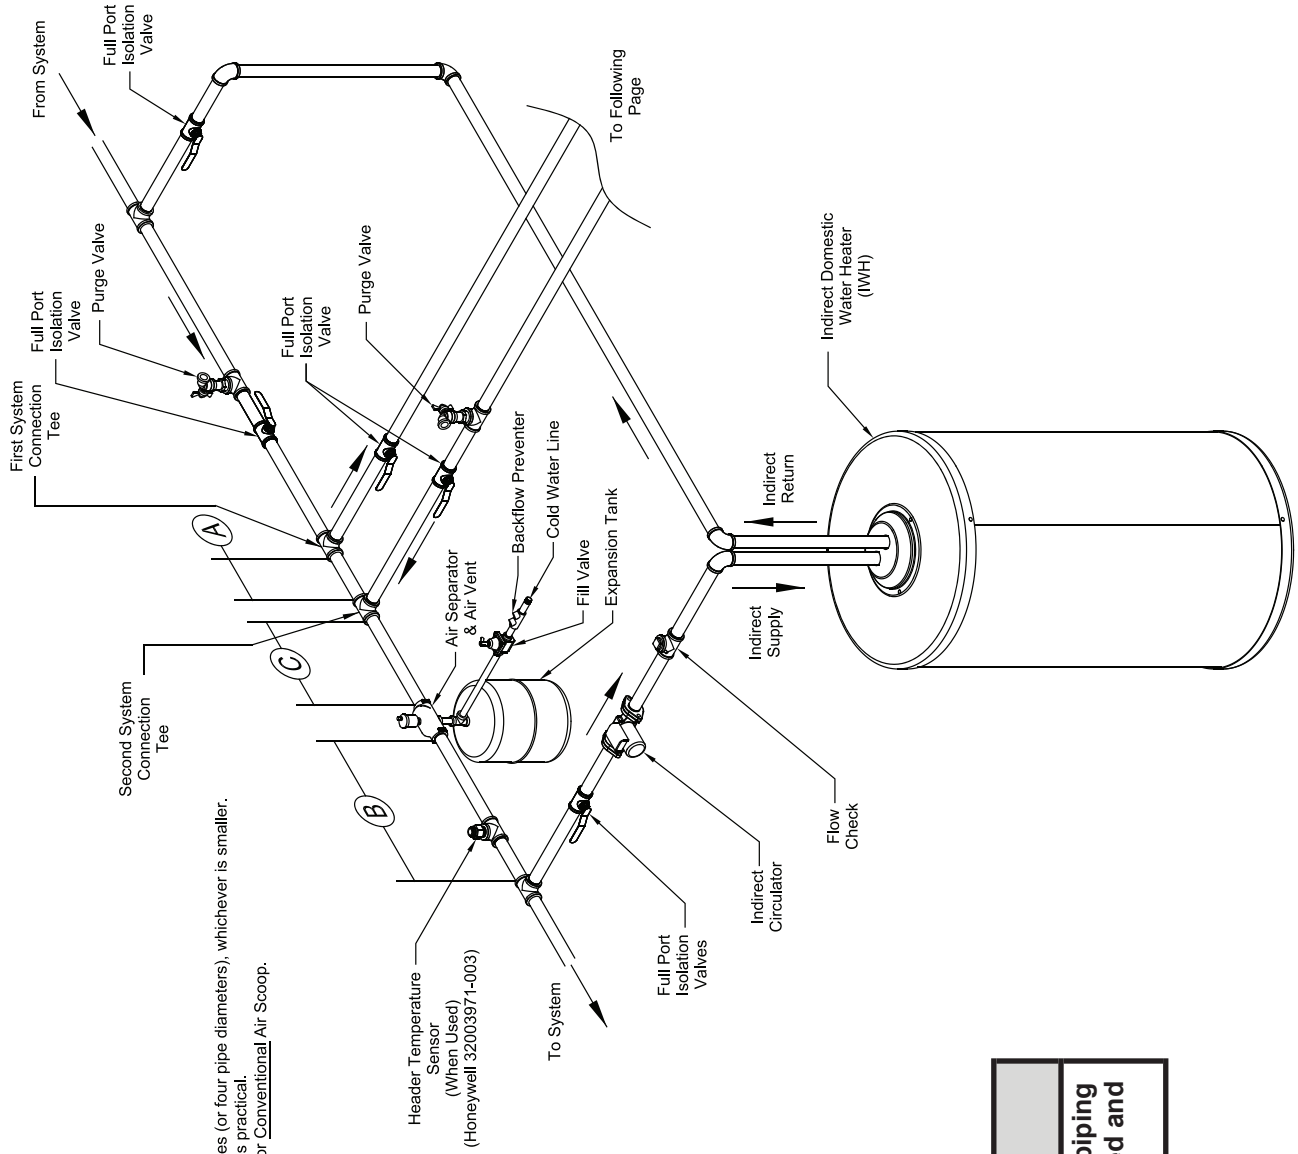 From System
Full Port
Isolation
Valve
Purge Valve
Full Port
Isolation
Valve
First System
Connection
Tee
A
Full Port
Isolation
Valve
Purge Valve
To Following
Page
Backflow Preventer
Cold Water Line
Fill Valve
Expansion Tank
Air Separator
& Air Vent
Second System
Connection
Tee
C
B
Indirect
Return
Indirect
Supply
Indirect Domestic
Water Heater
(IWH)
Flow
Check
Indirect
Circulator
Full Port
Isolation
Valves
To System
Header Temperature
Sensor
(When Used)
(Honeywell 32003971-003)
(or four pipe diameters), whichever is smaller.
practical.
Conventional Air Scoop.
piping
and